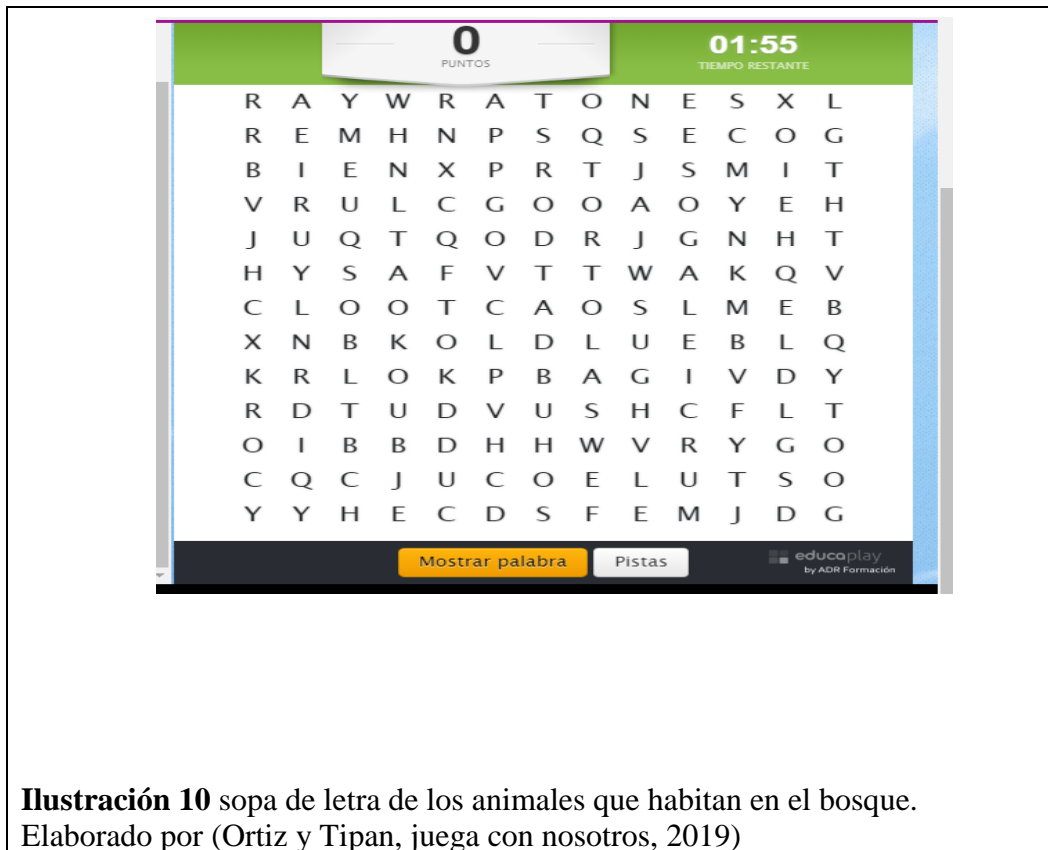 0
PUNTOS
01:55
TIEMPO RESTANTE
R A Y W R A T O N E S X L
R E M H N P S Q S E C O G
B I E N X P R T J S M I T
V R U L C G O O A O Y E H
J U Q T Q O D R J G N H T
H Y S A F V T T W A K Q V
C L O O T C A O S L M E B
X N B K O L D L U E B L Q
K R L O K P B A G I V D Y
R D T U D V U S H C F L T
O I B B D H H W V R Y G O
C Q C J U C O E L U T S O
Y Y H E C D S F E M J D G
Mostrar palabra
Pistas
educaplay
by ADR Formación
Ilustración 10 sopa de letra de los animales que habitan en el bosque.
Elaborado por (Ortiz y Tipan, juega con nosotros, 2019)